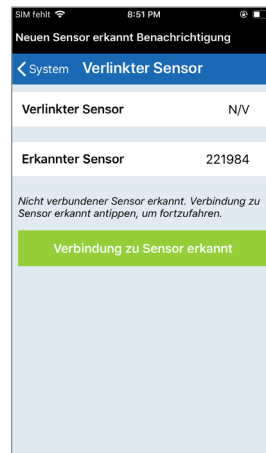 SIM fehlt 8:51 PM
Neuen Sensor erkannt Benachrichtigung
System Verlinkter Sensor
Verlinkter Sensor N/V
Erkannter Sensor 221984
Nicht verbundener Sensor erkannt. Verbindung zu
Sensor erkannt antippen, um fortzufahren.
Verbindung zu Sensor erkannt